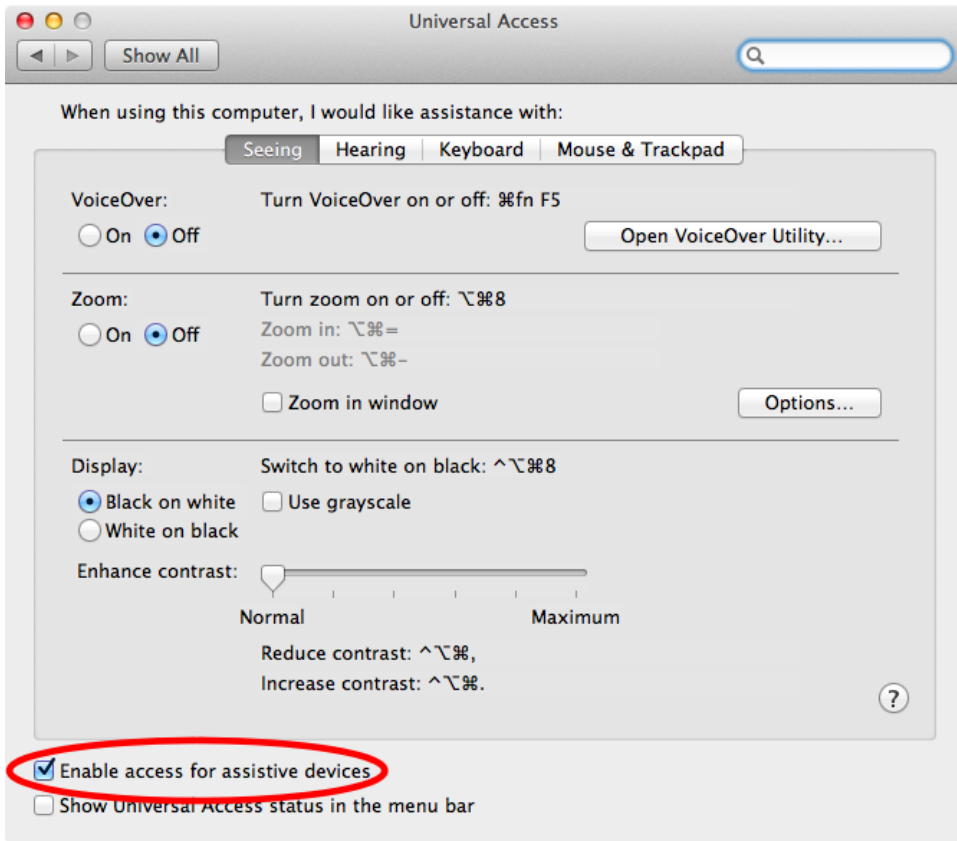 Universal Access
Show All
When using this computer, I would like assistance with:
Seeing Hearing Keyboard Mouse & Trackpad
VoiceOver: Turn VoiceOver on or off: ⌘fn F5
On Off Open VoiceOver Utility...
Zoom: Turn zoom on or off: ⌥⌘8
On Off Zoom in: ⌥⌘=
Zoom out: ⌥⌘-
Zoom in window Options...
Display: Switch to white on black: ^⌥⌘8
Black on white Use grayscale
White on black
Enhance contrast:
Normal Maximum
Reduce contrast: ^⌥⌘,
Increase contrast: ^⌥⌘.
?
Enable access for assistive devices
Show Universal Access status in the menu bar